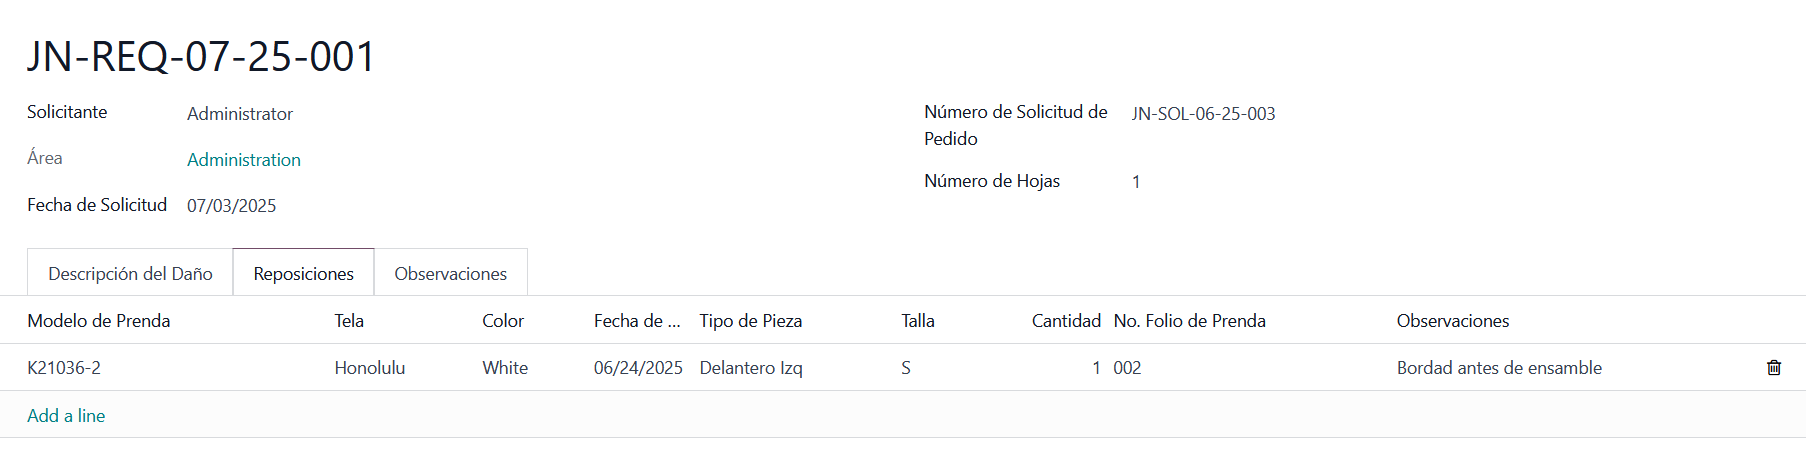 JN-REQ-07-25-001
Solicitante Administrator
Área Administration
Fecha de Solicitud 07/03/2025
Número de Solicitud de Pedido JN-SOL-06-25-003
Número de Hojas 1
Descripción del Daño Reposiciones Observaciones
Modelo de Prenda Tela Color Fecha de ... Tipo de Pieza Talla Cantidad No. Folio de Prenda Observaciones
K21036-2 Honolulu White 06/24/2025 Delantero Izq S 1 002 Bordad antes de ensamble
Add a line